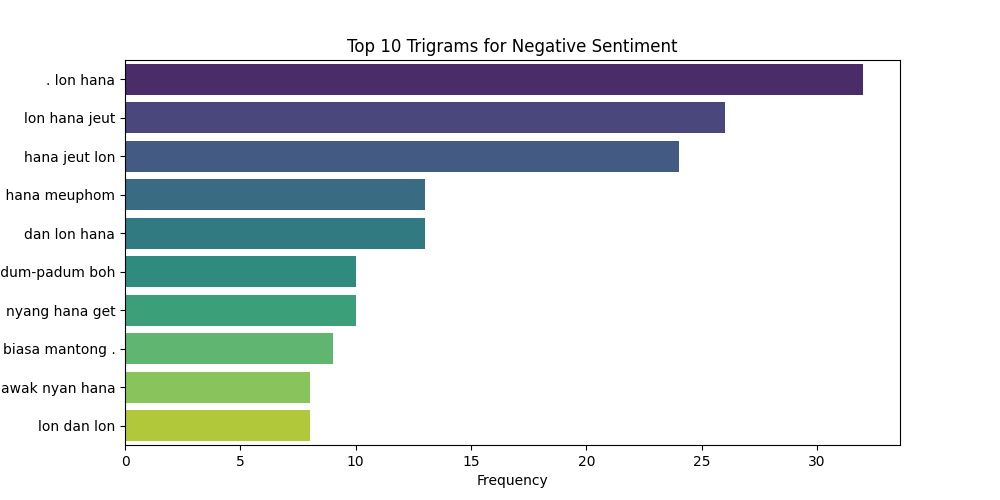 Top 10 Trigrams for Negative Sentiment
. lon hana
lon hana jeut
hana jeut lon
hana meuphom
dan lon hana
dum-padum boh
nyang hana get
biasa mantong .
awak nyan hana
lon dan lon
0 5 10 15 20 25 30
Frequency